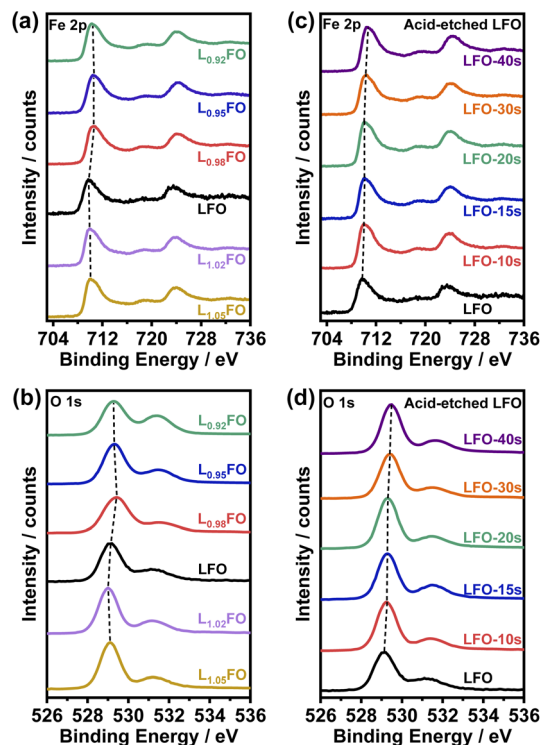 (a) Fe 2p
L0.92FO
L0.95FO
L0.98FO
LFO
L1.02FO
L1.05FO
704 712 720 728 736
Binding Energy / eV
Intensity / counts
(c) Fe 2p Acid-etched LFO
LFO-40s
LFO-30s
LFO-20s
LFO-15s
LFO-10s
LFO
704 712 720 728 736
Binding Energy / eV
Intensity / counts
(b) O 1s
L0.92FO
L0.95FO
L0.98FO
LFO
L1.02FO
L1.05FO
526 528 530 532 534 536
Binding Energy / eV
Intensity / counts
(d) O 1s Acid-etched LFO
LFO-40s
LFO-30s
LFO-20s
LFO-15s
LFO-10s
LFO
526 528 530 532 534 536
Binding Energy / eV
Intensity / counts